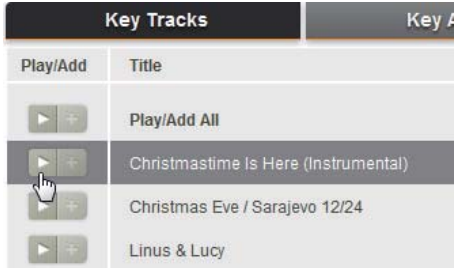 Key Tracks Key A
Play/Add Title
Play/Add All
Christmastime Is Here (Instrumental)
Christmas Eve / Sarajevo 12/24
Linus & Lucy